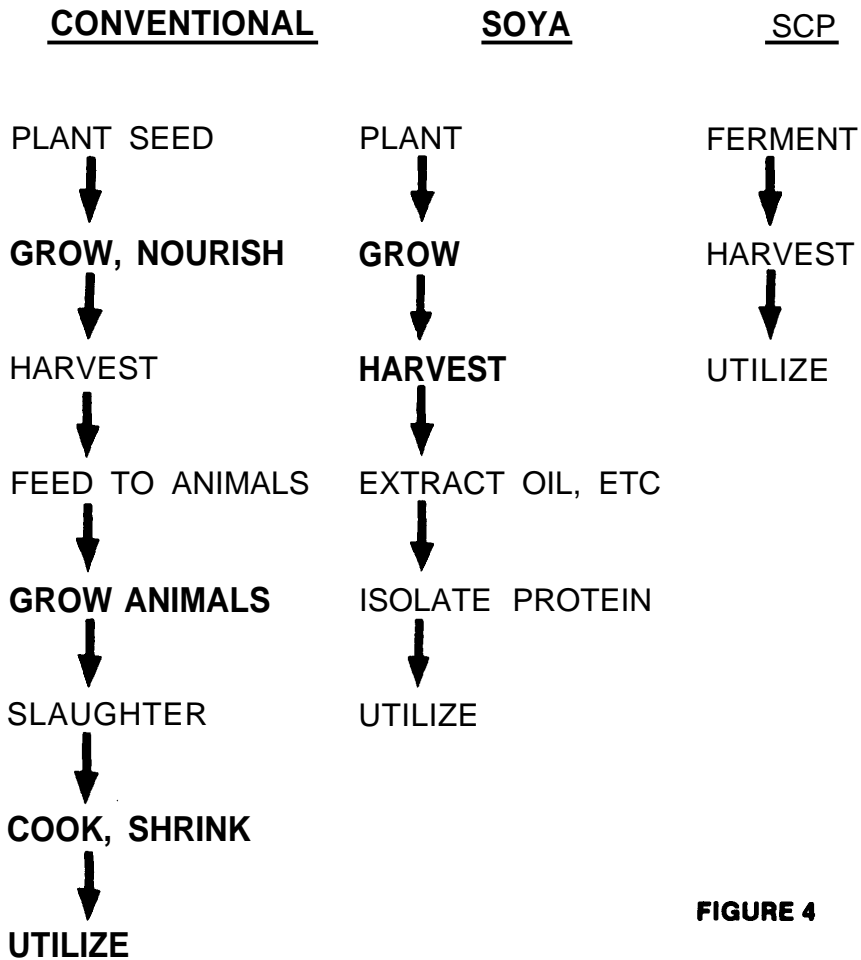 CONVENTIONAL
PLANT SEED
GROW, NOURISH
HARVEST
FEED TO ANIMALS
GROW ANIMALS
SLAUGHTER
COOK, SHRINK
UTILIZE
SOYA
PLANT
GROW
HARVEST
EXTRACT OIL, ETC
ISOLATE PROTEIN
UTILIZE
SCP
FERMENT
HARVEST
UTILIZE
FIGURE 4